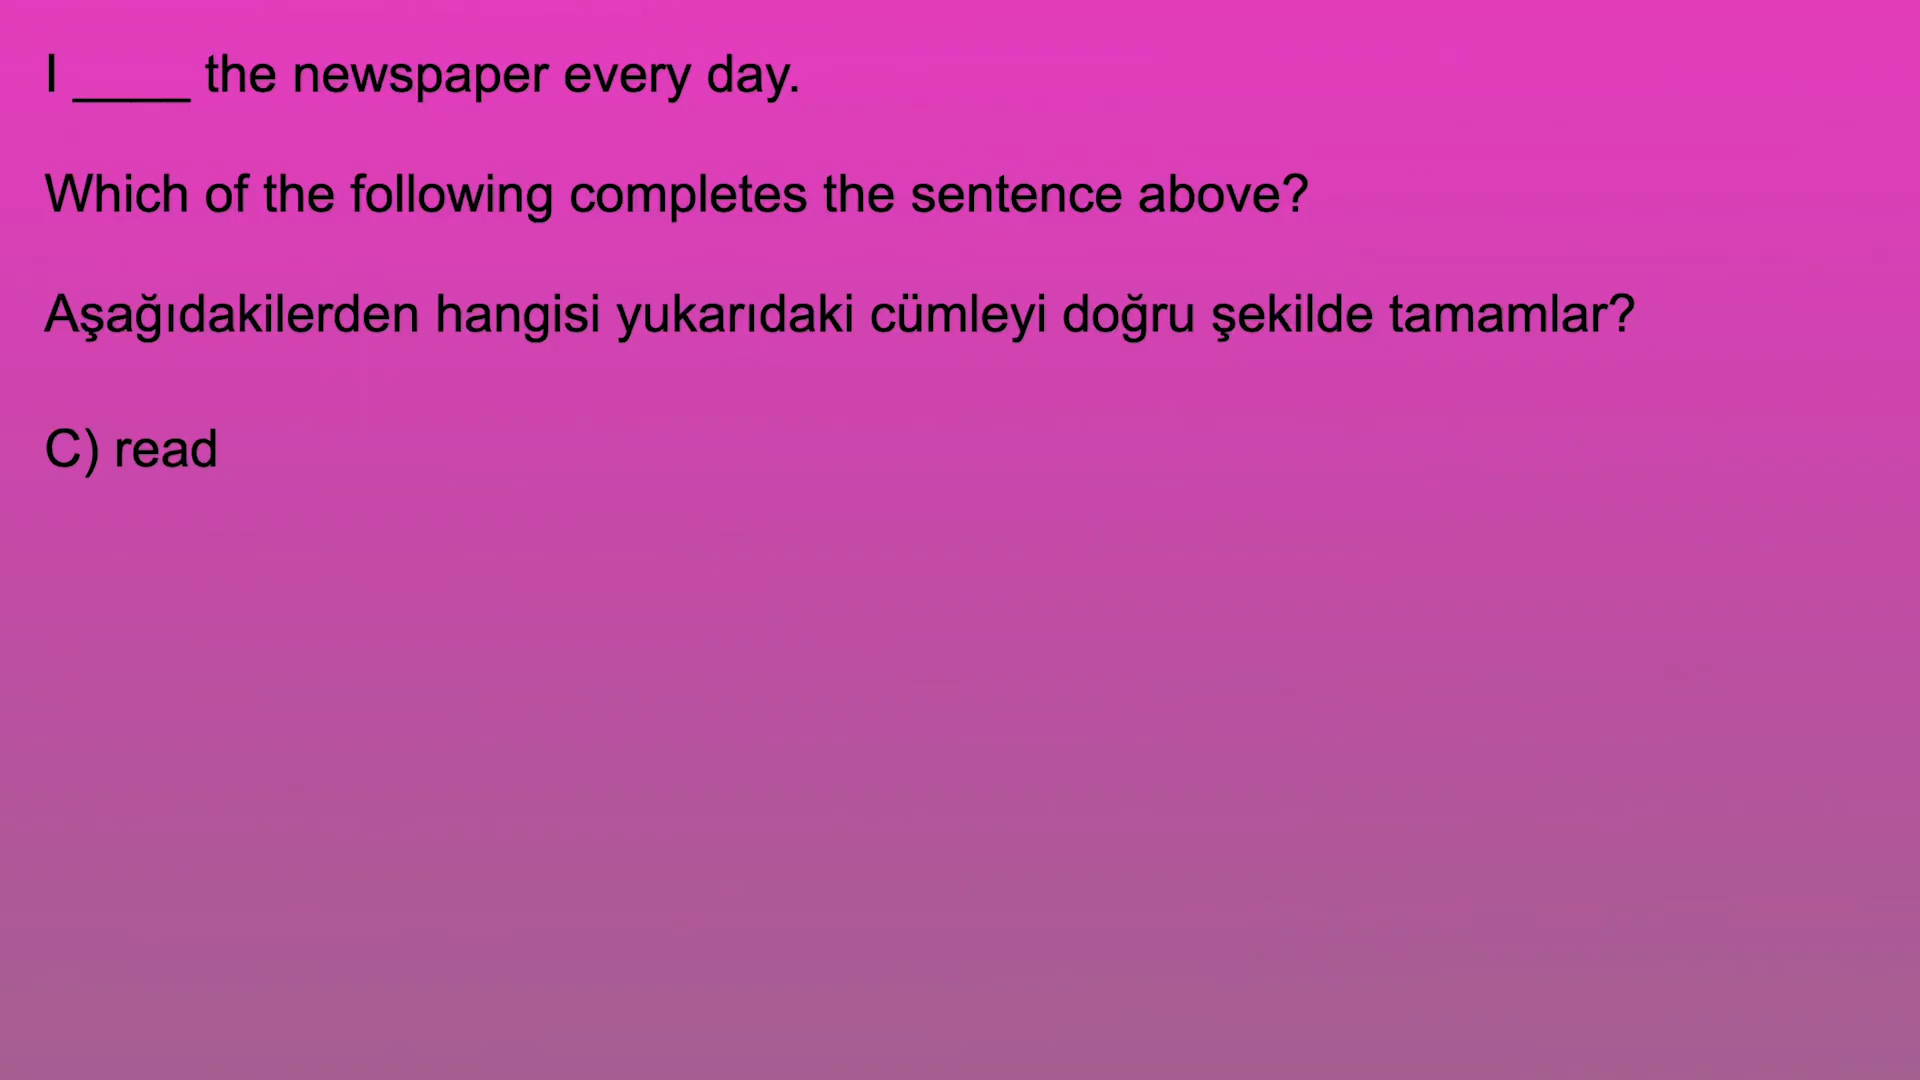 I ____ the newspaper every day.
Which of the following completes the sentence above?
Aşağıdakilerden hangisi yukarıdaki cümleyi doğru şekilde tamamlar?
C) read